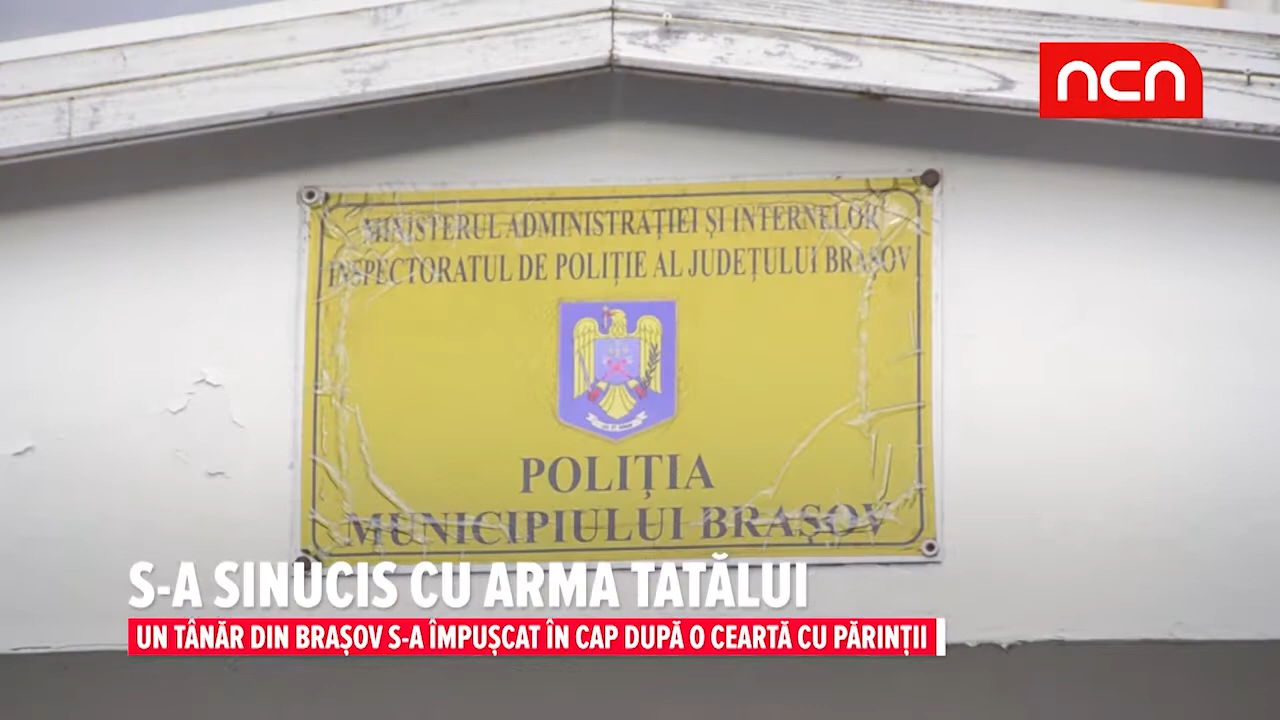 ncn
MINISTERUL ADMINISTRAȚIEI ȘI INTERNELOR
INSPECTORATUL DE POLIȚIE AL JUDEȚULUI BRAȘOV
POLIȚIA
MUNICIPIULUI BRAȘOV
S-A SINUCIS CU ARMA TATĂLUI
UN TÂNĂR DIN BRAȘOV S-A ÎMPUȘCAT ÎN CAP DUPĂ O CEARTĂ CU PĂRINȚII